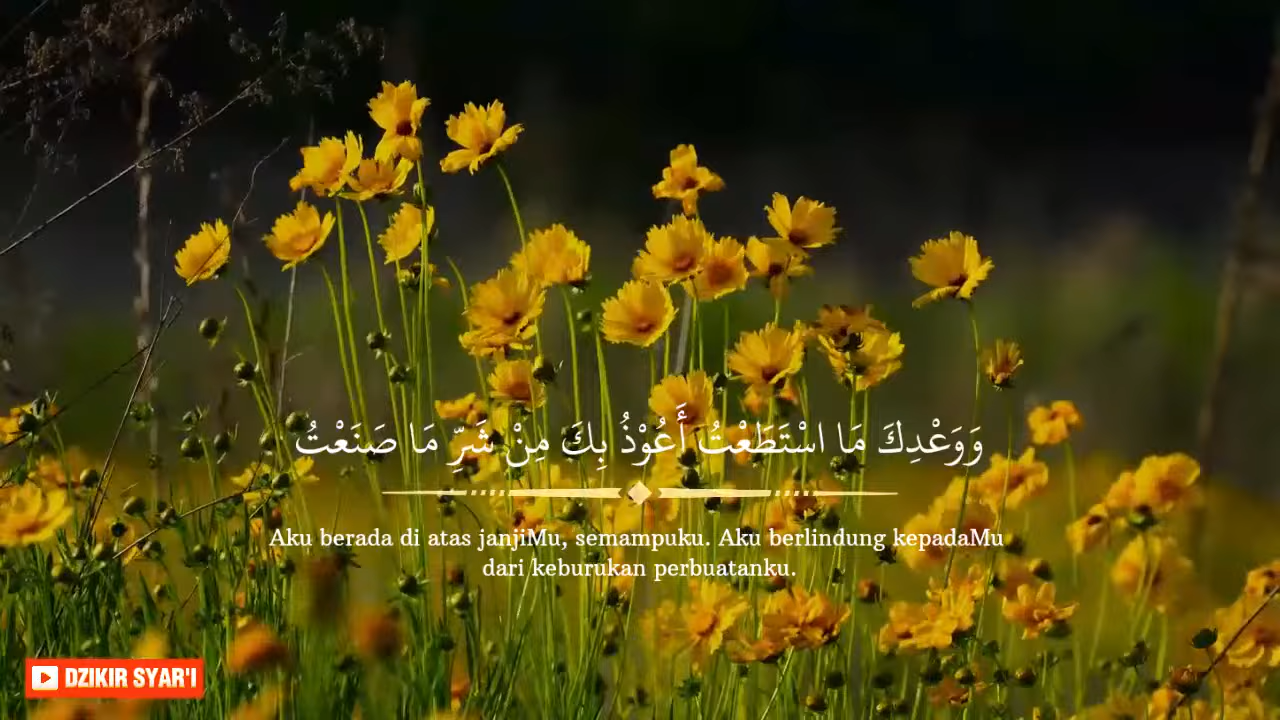 وَوَعْدِكَ مَا اسْتَطَعْتُ أَعُوْذُ بِكَ مِنْ شَرِّ مَا صَنَعْتُ
Aku berada di atas janjiMu, semampuku. Aku berlindung kepadaMu
dari keburukan perbuatanku.
DZIKIR SYAR'I